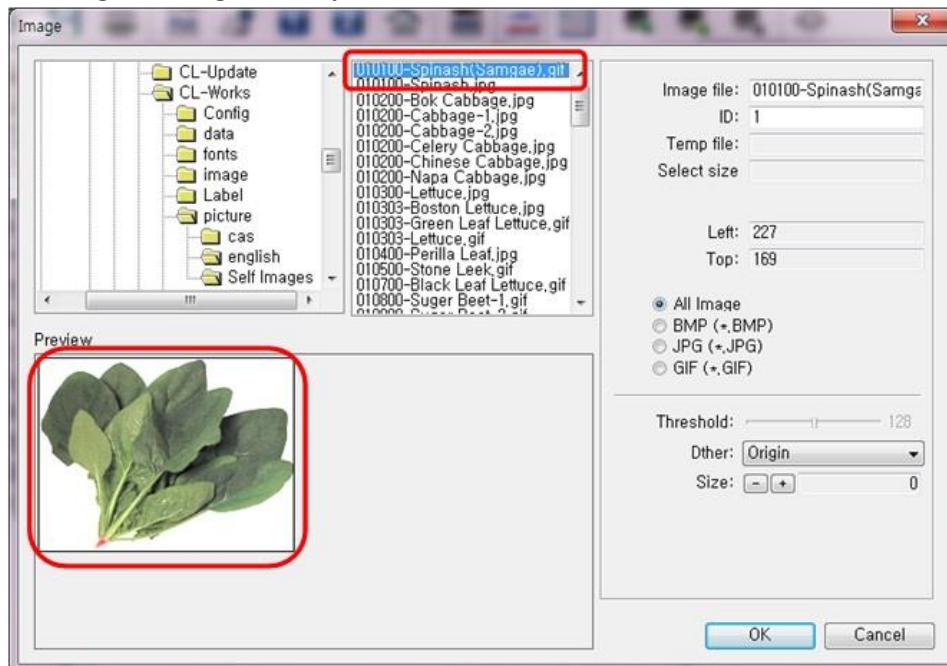 Image
CL-Update
CL-Works
Config
data
fonts
image
Label
picture
cas
english
Self Images
010100-Spinash(Samgae).gif
010100-Spinash.jpg
010200-Bok Cabbage.jpg
010200-Cabbage-1.jpg
010200-Cabbage-2.jpg
010200-Celery Cabbage.jpg
010200-Chinese Cabbage.jpg
010200-Napa Cabbage.jpg
010300-Lettuce.jpg
010303-Boston Lettuce.jpg
010303-Green Leaf Lettuce.gif
010303-Lettuce.gif
010400-Perilla Leaf.jpg
010500-Stone Leek.gif
010700-Black Leaf Lettuce.gif
010800-Suger Beet-1.gif
Preview
Image file: 010100-Spinash(Samga
ID: 1
Temp file:
Select size
Left: 227
Top: 169
All Image
BMP (*.BMP)
JPG (*.JPG)
GIF (*.GIF)
Threshold: 128
Dther: Origin
Size: - + 0
OK Cancel